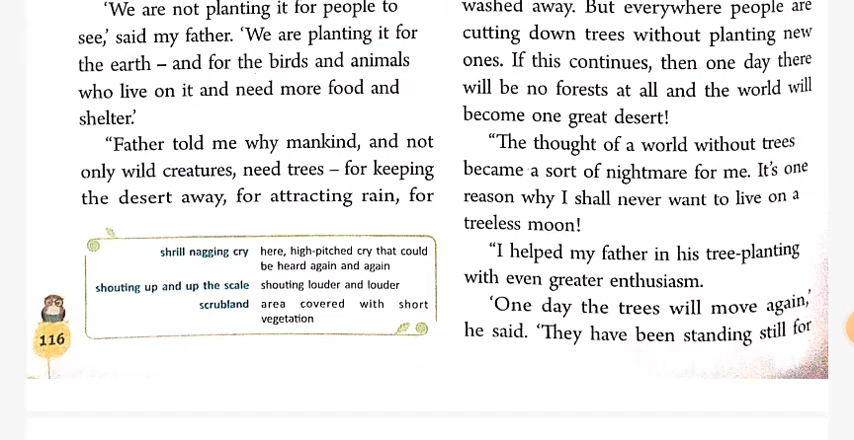 'We are not planting it for people to
see,' said my father. 'We are planting it for
the earth – and for the birds and animals
who live on it and need more food and
shelter.'
"Father told me why mankind, and not
only wild creatures, need trees – for keeping
the desert away, for attracting rain, for
shrill nagging cry here, high-pitched cry that could
be heard again and again
shouting up and up the scale shouting louder and louder
scrubland area covered with short
vegetation
116
washed away. But everywhere people are
cutting down trees without planting new
ones. If this continues, then one day there
will be no forests at all and the world will
become one great desert!
"The thought of a world without trees
became a sort of nightmare for me. It's one
reason why I shall never want to live on a
treeless moon!
"I helped my father in his tree-planting
with even greater enthusiasm.
'One day the trees will move again,'
he said. 'They have been standing still for